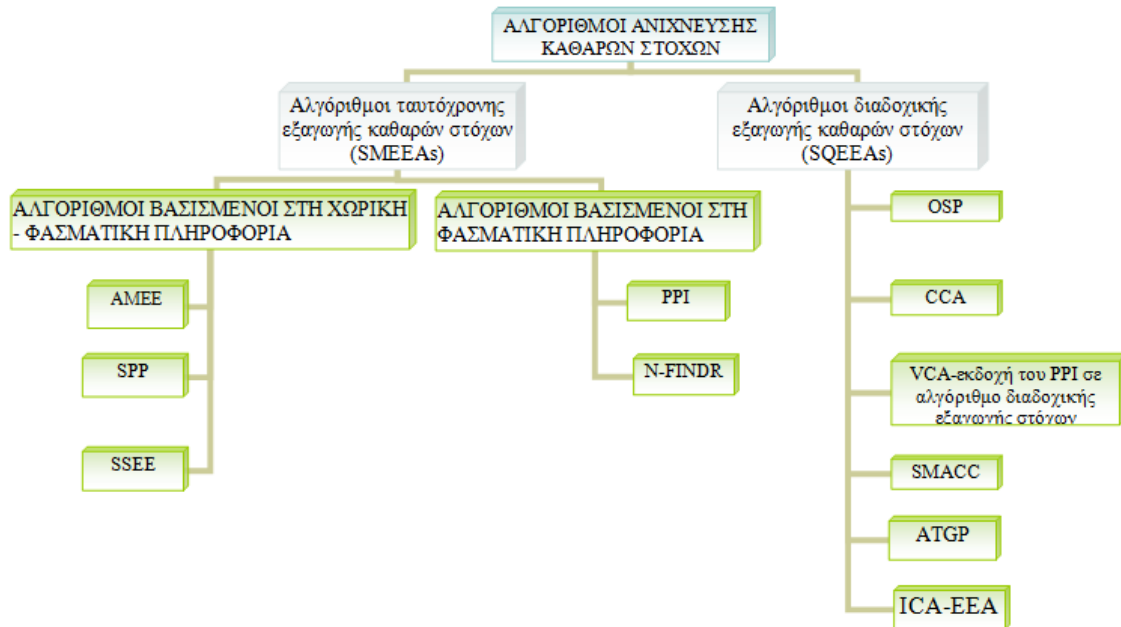 ΑΛΓΟΡΙΘΜΟΙ ΑΝΙΧΝΕΥΣΗΣ
ΚΑΘΑΡΩΝ ΣΤΟΧΩΝ
Αλγόριθμοι ταυτόχρονης
εξαγωγής καθαρών στόχων
(SMEEAs)
Αλγόριθμοι διαδοχικής
εξαγωγής καθαρών στόχων
(SQEEAs)
ΑΛΓΟΡΙΘΜΟΙ ΒΑΣΙΣΜΕΝΟΙ ΣΤΗ ΧΩΡΙΚΗ
- ΦΑΣΜΑΤΙΚΗ ΠΛΗΡΟΦΟΡΙΑ
ΑΛΓΟΡΙΘΜΟΙ ΒΑΣΙΣΜΕΝΟΙ ΣΤΗ
ΦΑΣΜΑΤΙΚΗ ΠΛΗΡΟΦΟΡΙΑ
AMEE
SPP
SSEE
PPI
N-FINDR
OSP
CCA
VCA-εκδοχή του PPI σε
αλγόριθμο διαδοχικής
εξαγωγής στόχων
SMACC
ATGP
ICA-EEA